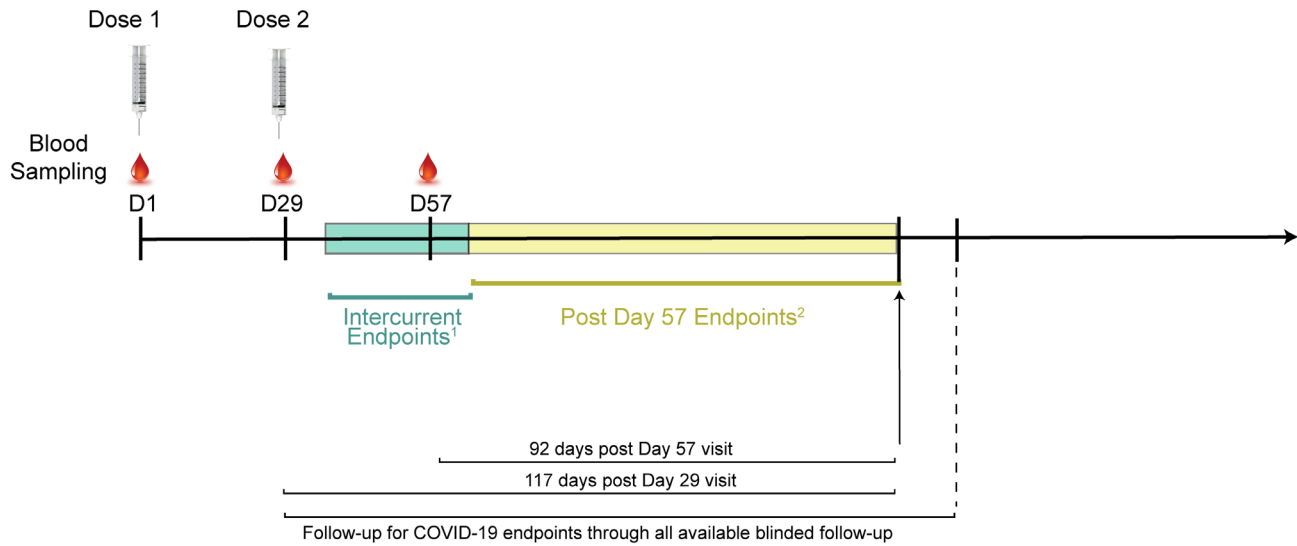 Dose 1
Dose 2
Blood
Sampling
D1
D29
D57
Intercurrent
Endpoints¹
Post Day 57 Endpoints²
92 days post Day 57 visit
117 days post Day 29 visit
Follow-up for COVID-19 endpoints through all available blinded follow-up